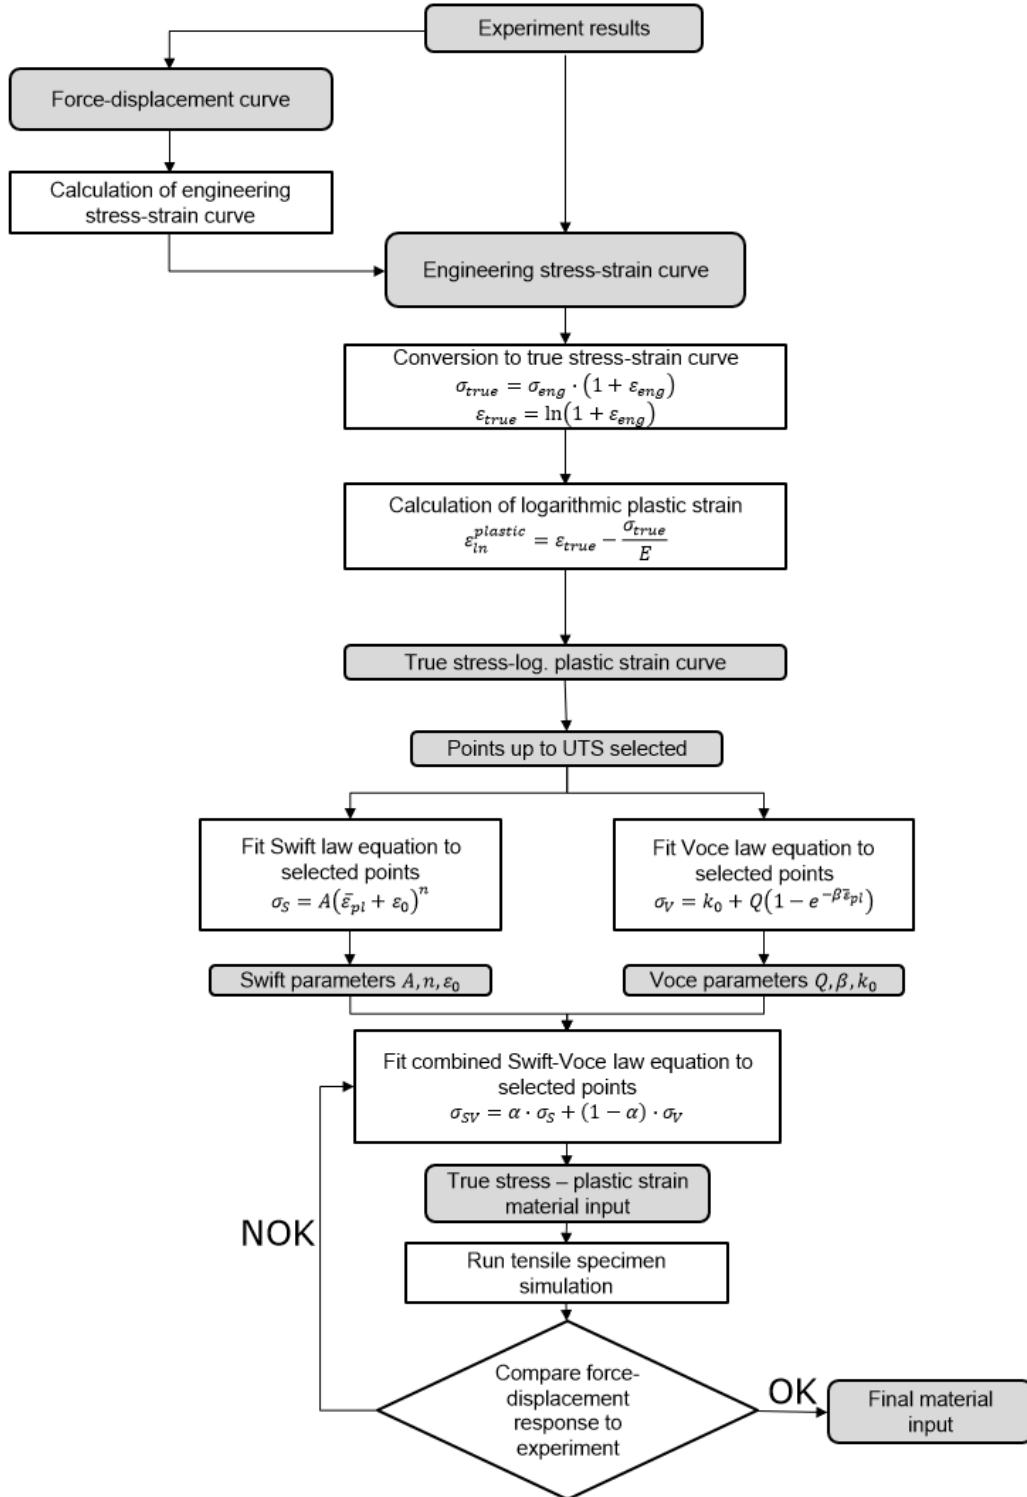 Experiment results
Force-displacement curve
Calculation of engineering
stress-strain curve
Engineering stress-strain curve
Conversion to true stress-strain curve
σ_true = σ_eng · (1 + ε_eng)
ε_true = ln(1 + ε_eng)
Calculation of logarithmic plastic strain
ε_ln^plastic = ε_true − σ_true/E
True stress-log. plastic strain curve
Points up to UTS selected
Fit Swift law equation to
selected points
σ_S = A(ε̄_pl + ε_0)^n
Fit Voce law equation to
selected points
σ_V = k_0 + Q(1 − e^(−βε̄_pl))
Swift parameters A, n, ε_0
Voce parameters Q, β, k_0
Fit combined Swift-Voce law equation to
selected points
σ_SV = α · σ_S + (1 − α) · σ_V
True stress – plastic strain
material input
NOK
Run tensile specimen
simulation
Compare force-
displacement
response to
experiment
OK
Final material
input